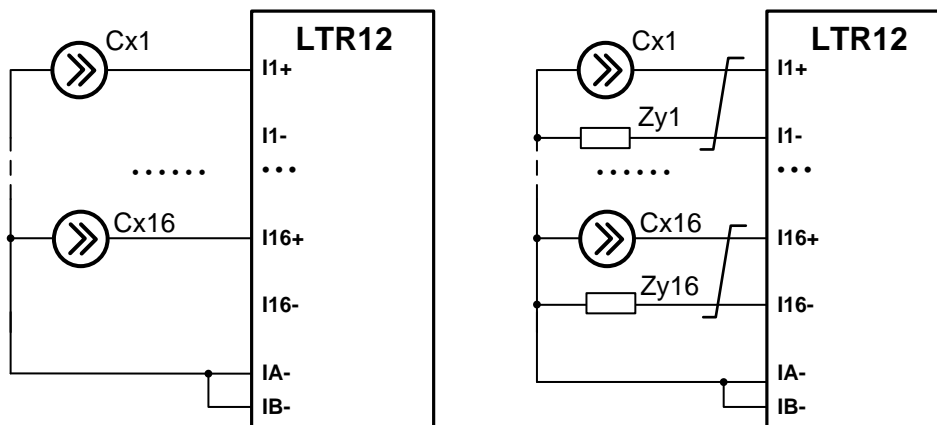 LTR12
Cx1
I1+
I1-
...... ...
Cx16
I16+
I16-
IA-
IB-
LTR12
Cx1
I1+
Zy1
I1-
...... ...
Cx16
I16+
Zy16
I16-
IA-
IB-